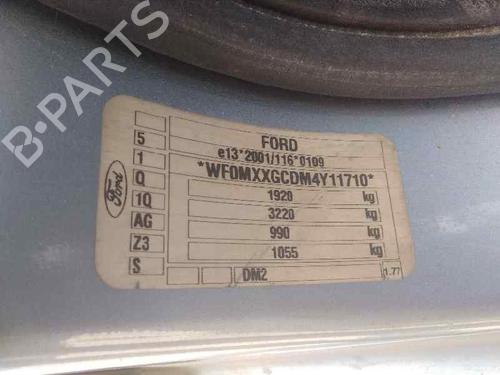 FORD
e13*2001/116*0109
*WF0MXXGCDM4Y11710*
1920 kg
3220 kg
990 kg
1055 kg
DM2
1.77
5
1
Q
1Q
AG
Z3
S
Ford
B-PARTS